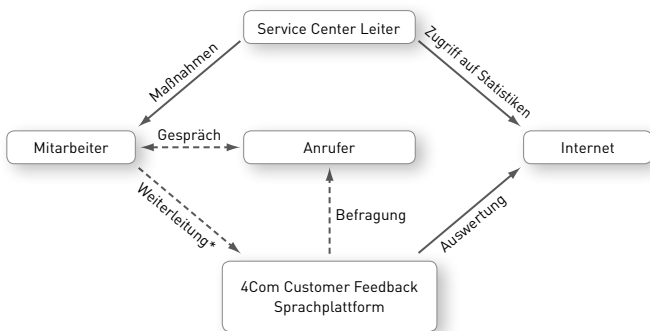 Service Center Leiter
Maßnahmen
Zugriff auf Statistiken
Mitarbeiter
Gespräch
Anrufer
Internet
Weiterleitung*
Befragung
Auswertung
4Com Customer Feedback
Sprachplattform